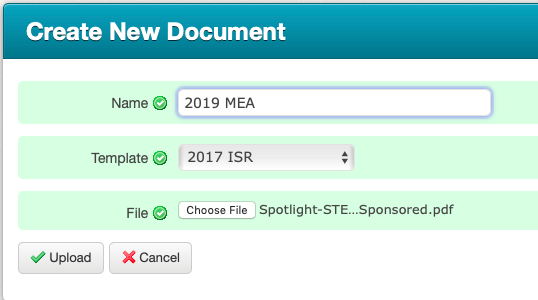 Create New Document
Name 2019 MEA
Template 2017 ISR
File Choose File Spotlight-STE...Sponsored.pdf
Upload Cancel